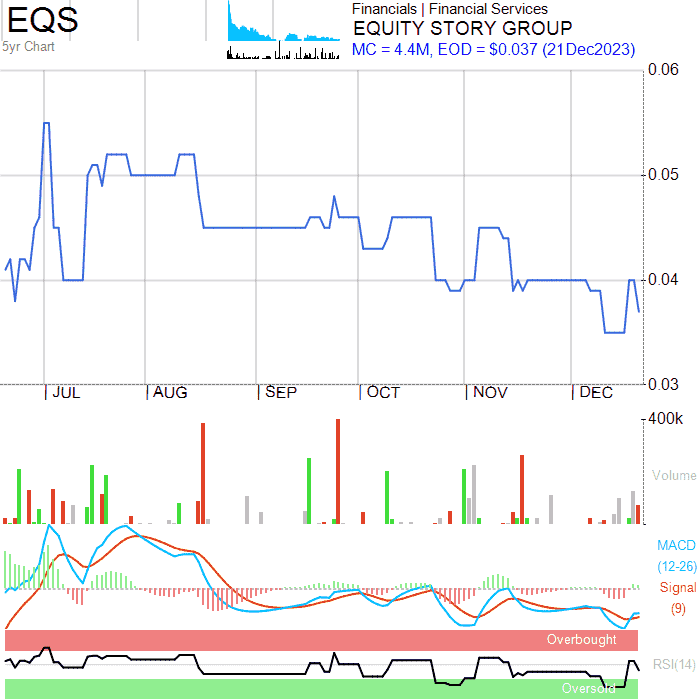 EQS
5yr Chart
Financials | Financial Services
EQUITY STORY GROUP
MC = 4.4M, EOD = $0.037 (21Dec2023)
0.06
0.05
0.04
0.03
JUL AUG SEP OCT NOV DEC
400k
Volume
MACD
(12-26)
Signal
(9)
Overbought
RSI(14)
Oversold